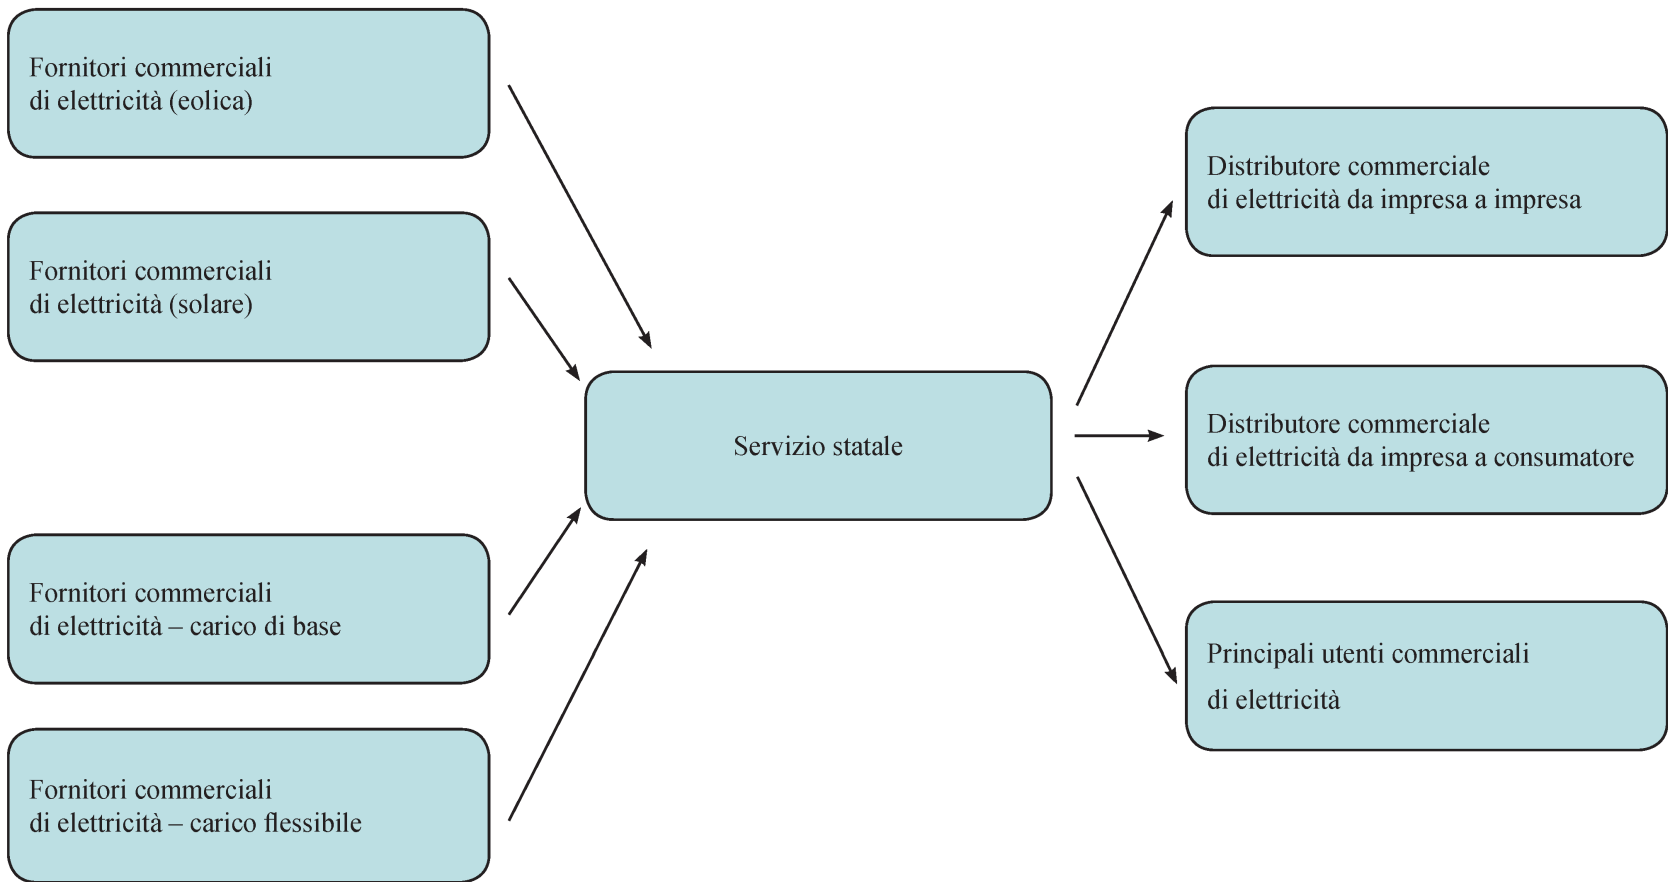 Fornitori commerciali
di elettricità (eolica)
Fornitori commerciali
di elettricità (solare)
Fornitori commerciali
di elettricità – carico di base
Fornitori commerciali
di elettricità – carico flessibile
Servizio statale
Distributore commerciale
di elettricità da impresa a impresa
Distributore commerciale
di elettricità da impresa a consumatore
Principali utenti commerciali
di elettricità